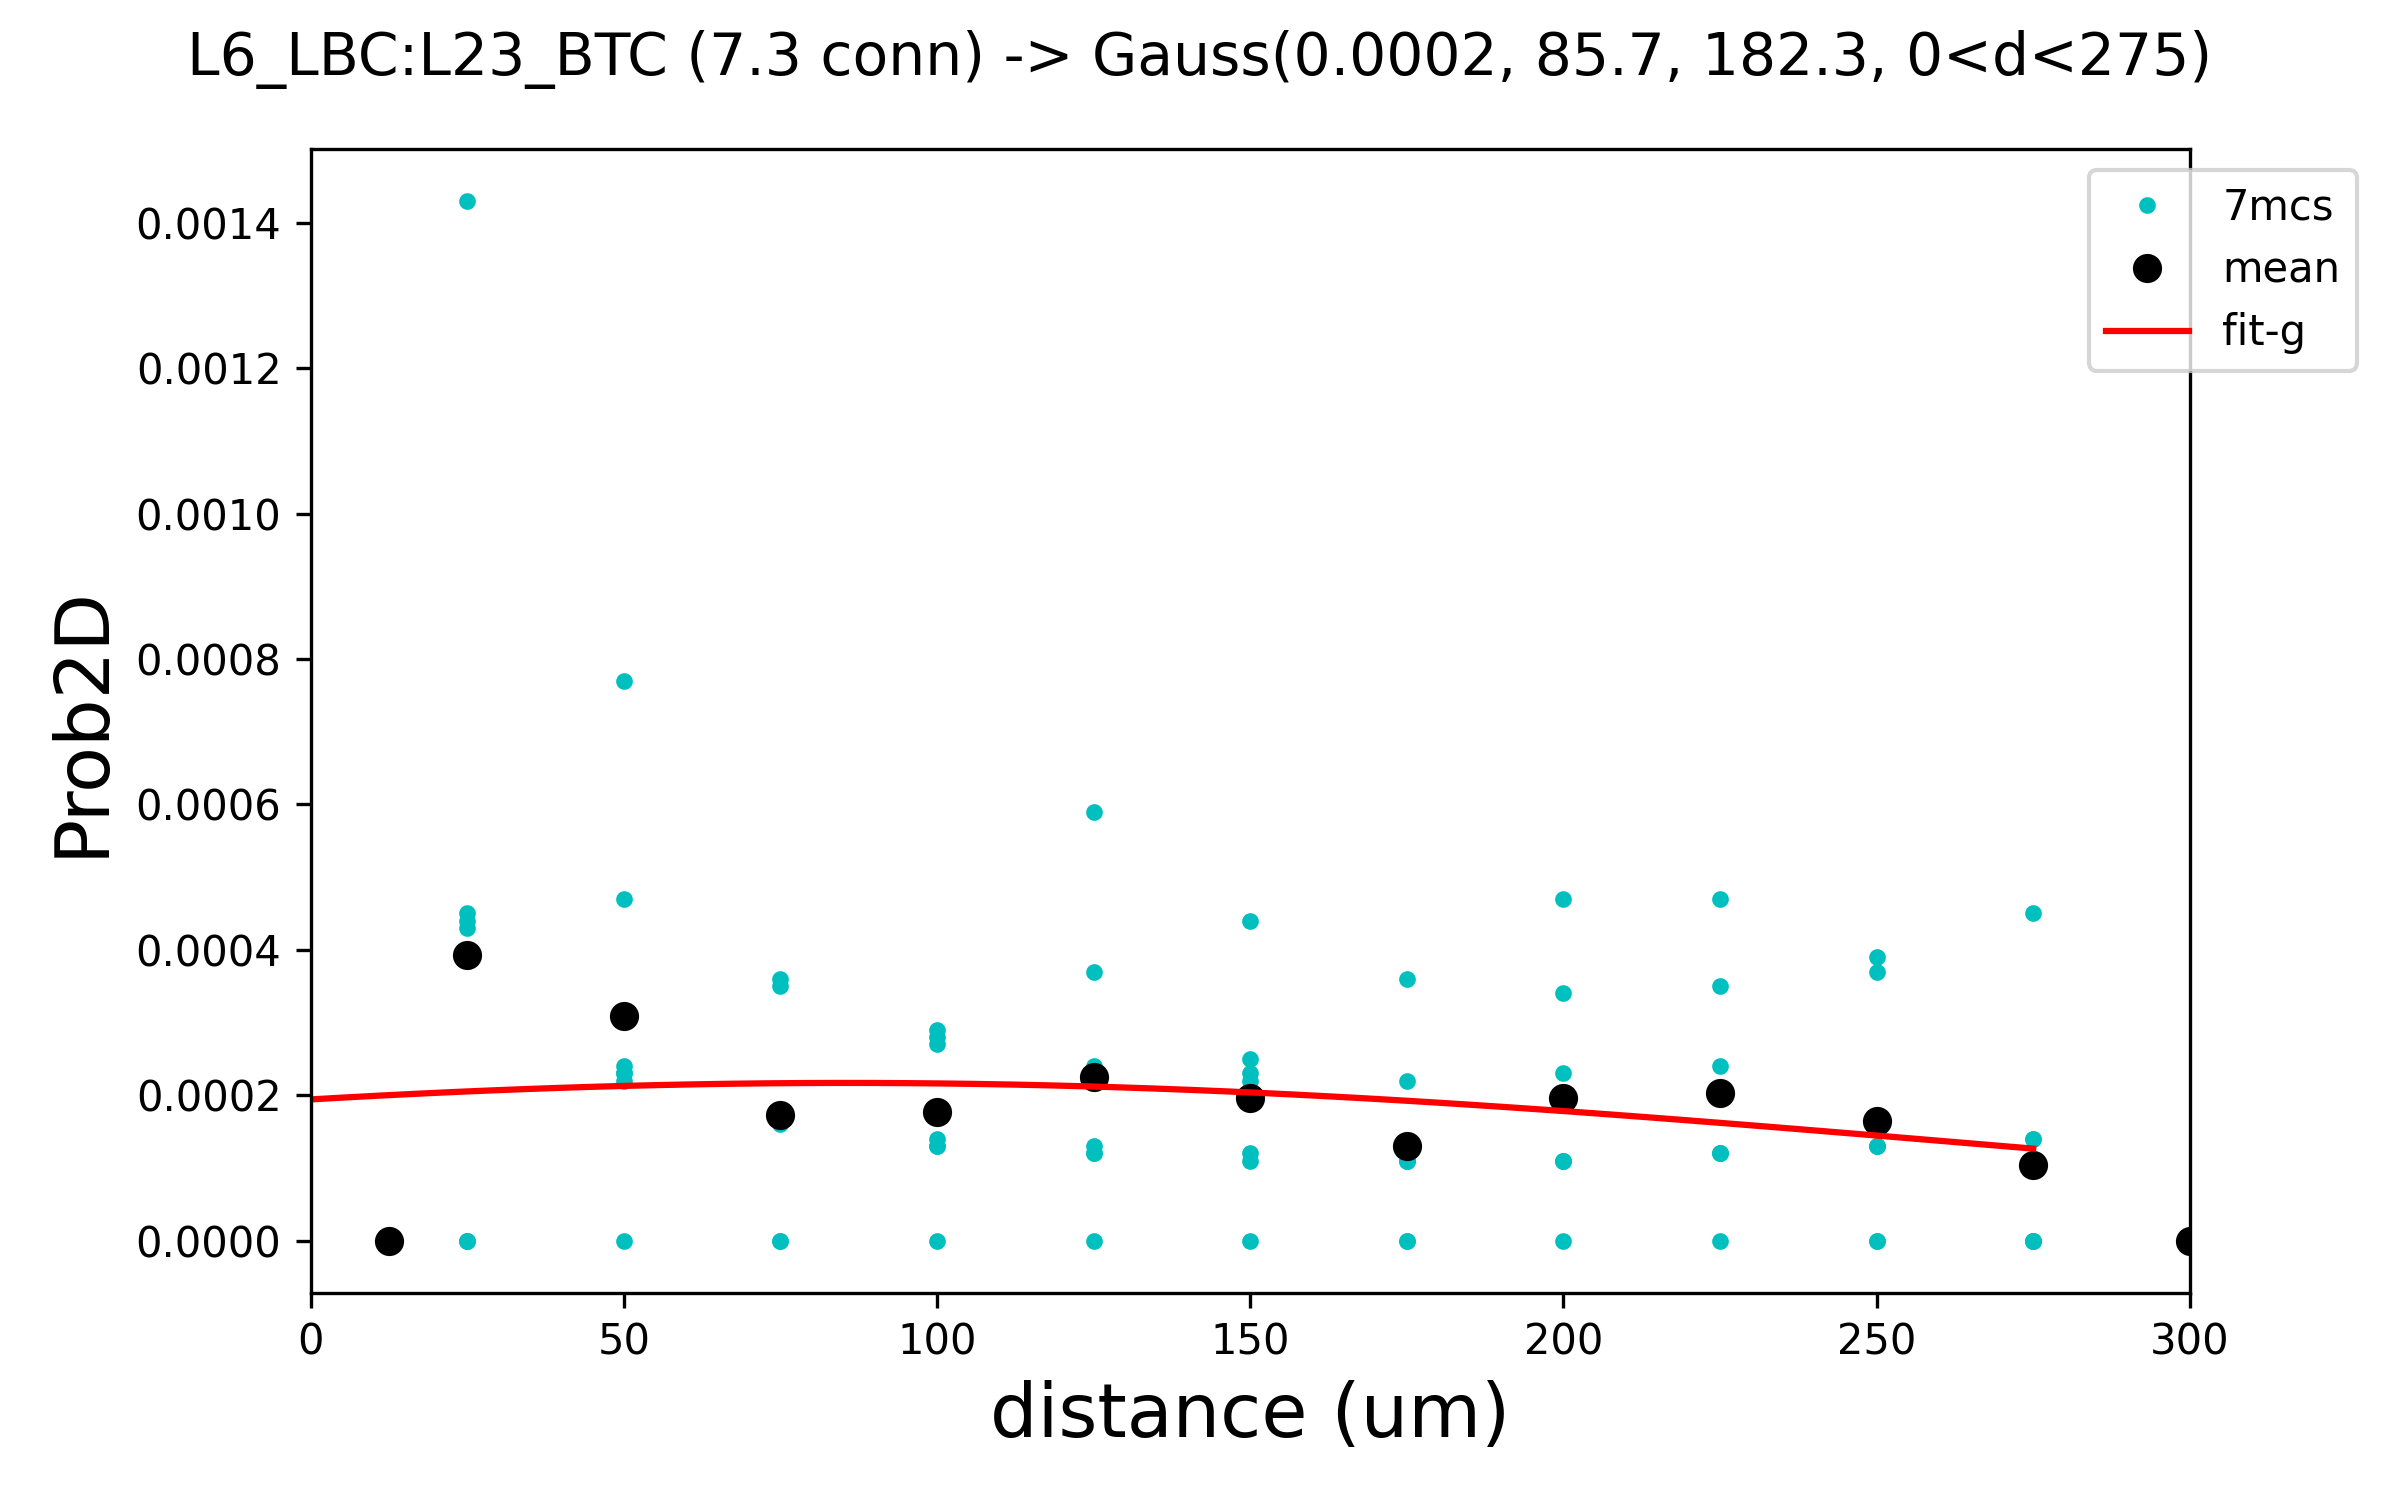 L6_LBC:L23_BTC (7.3 conn) -> Gauss(0.0002, 85.7, 182.3, 0<d<275)
7mcs
mean
fit-g
Prob2D
0.0014
0.0012
0.0010
0.0008
0.0006
0.0004
0.0002
0.0000
0 50 100 150 200 250 300
distance (um)